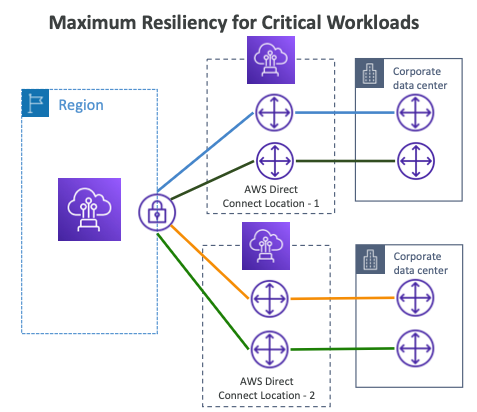 Maximum Resiliency for Critical Workloads
Region
Corporate
data center
AWS Direct
Connect Location - 1
Corporate
data center
AWS Direct
Connect Location - 2